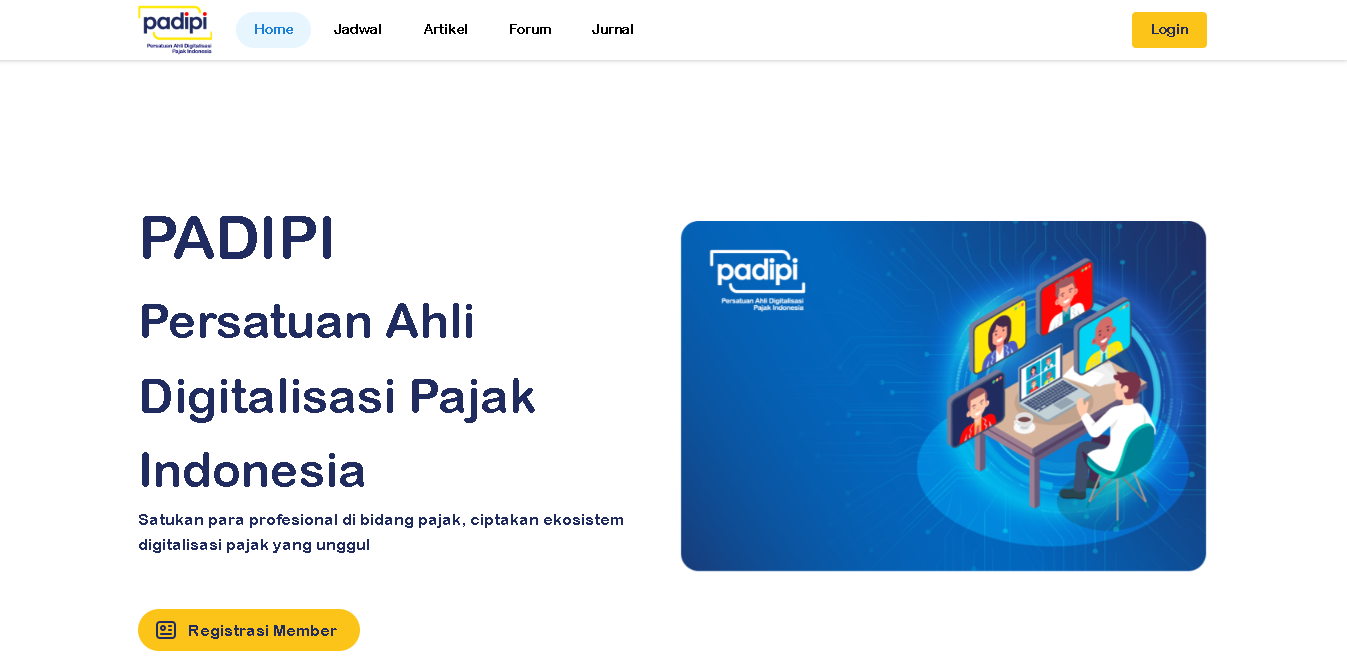 padipi
Persatuan Ahli Digitalisasi
Pajak Indonesia
Home
Jadwal
Artikel
Forum
Jurnal
Login
PADIPI
Persatuan Ahli
Digitalisasi Pajak
Indonesia
Satukan para profesional di bidang pajak, ciptakan ekosistem
digitalisasi pajak yang unggul
Registrasi Member
padipi
Persatuan Ahli Digitalisasi
Pajak Indonesia